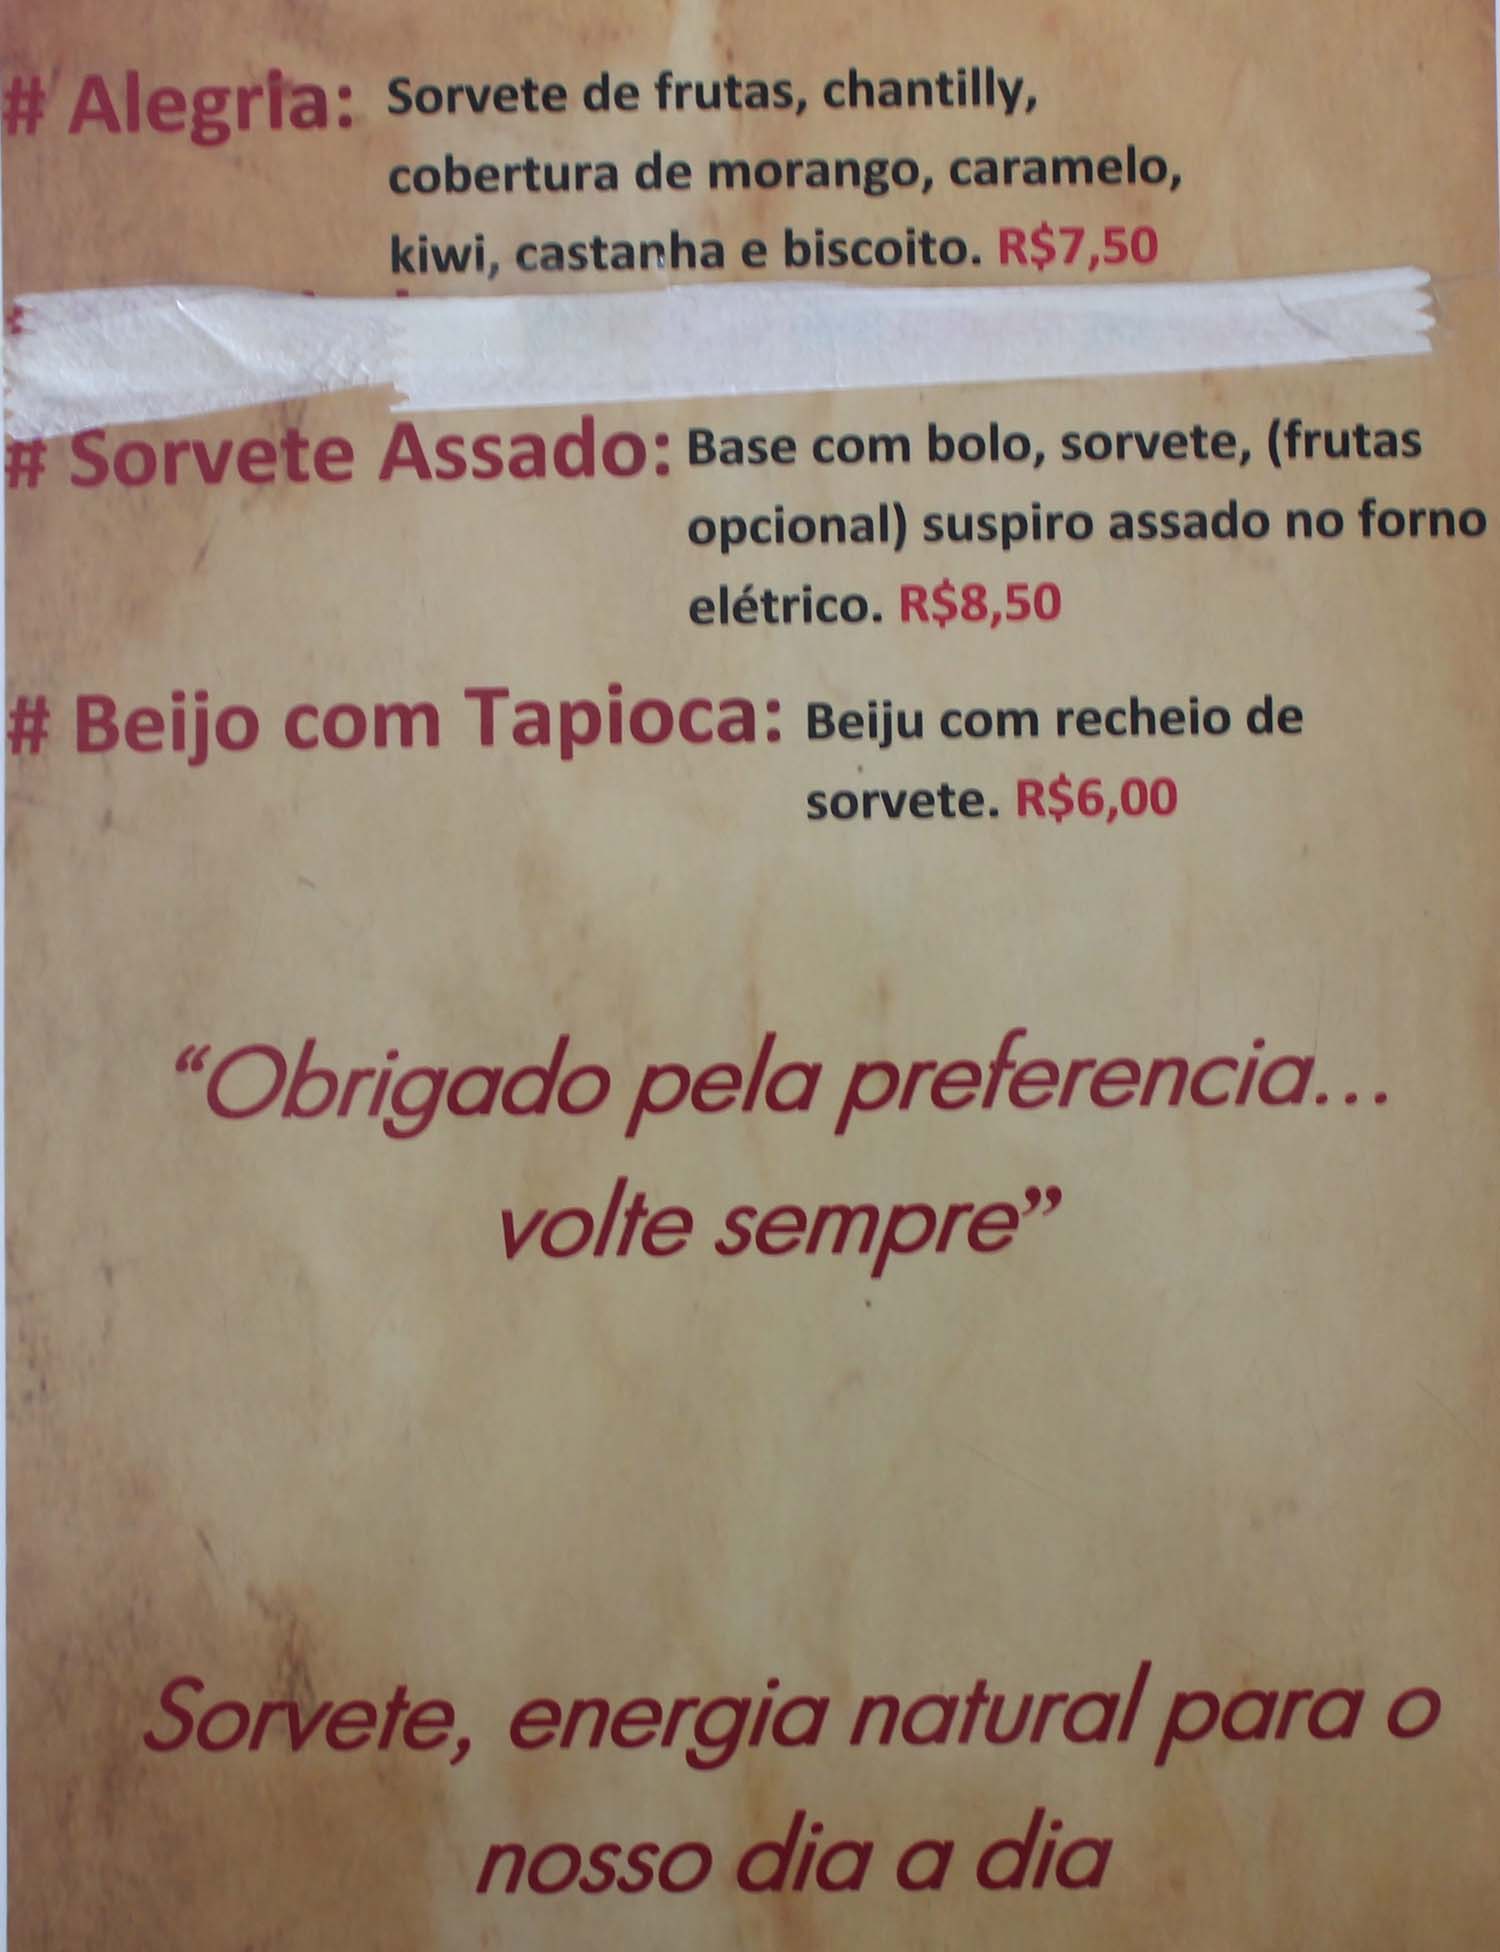 # Alegria: Sorvete de frutas, chantilly,
cobertura de morango, caramelo,
kiwi, castanha e biscoito. R$7,50
# Sorvete Assado: Base com bolo, sorvete, (frutas
opcional) suspiro assado no forno
elétrico. R$8,50
# Beijo com Tapioca: Beiju com recheio de
sorvete. R$6,00
“Obrigado pela preferencia...
volte sempre”
Sorvete, energia natural para o
nosso dia a dia